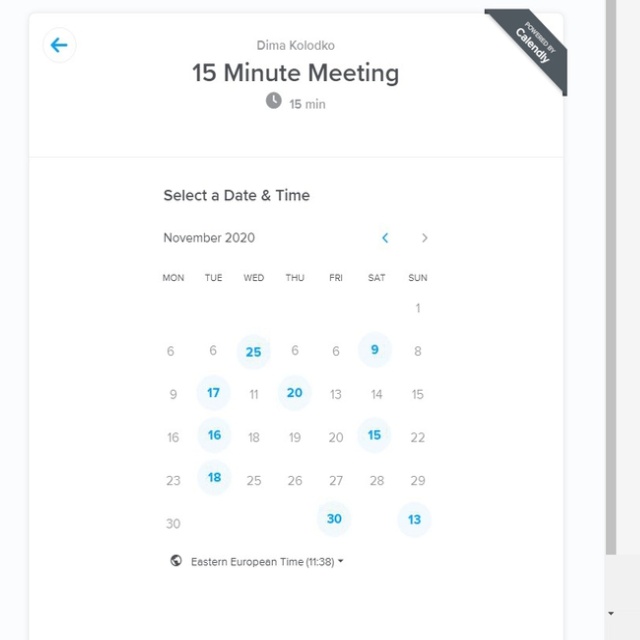 POWERED BY
Calendly
Dima Kolodko
15 Minute Meeting
15 min
Select a Date & Time
November 2020
MON TUE WED THU FRI SAT SUN
1
6 6 25 6 6 9 8
9 17 11 20 13 14 15
16 16 18 19 20 15 22
23 18 25 26 27 28 29
30 30 13
Eastern European Time (11:38)